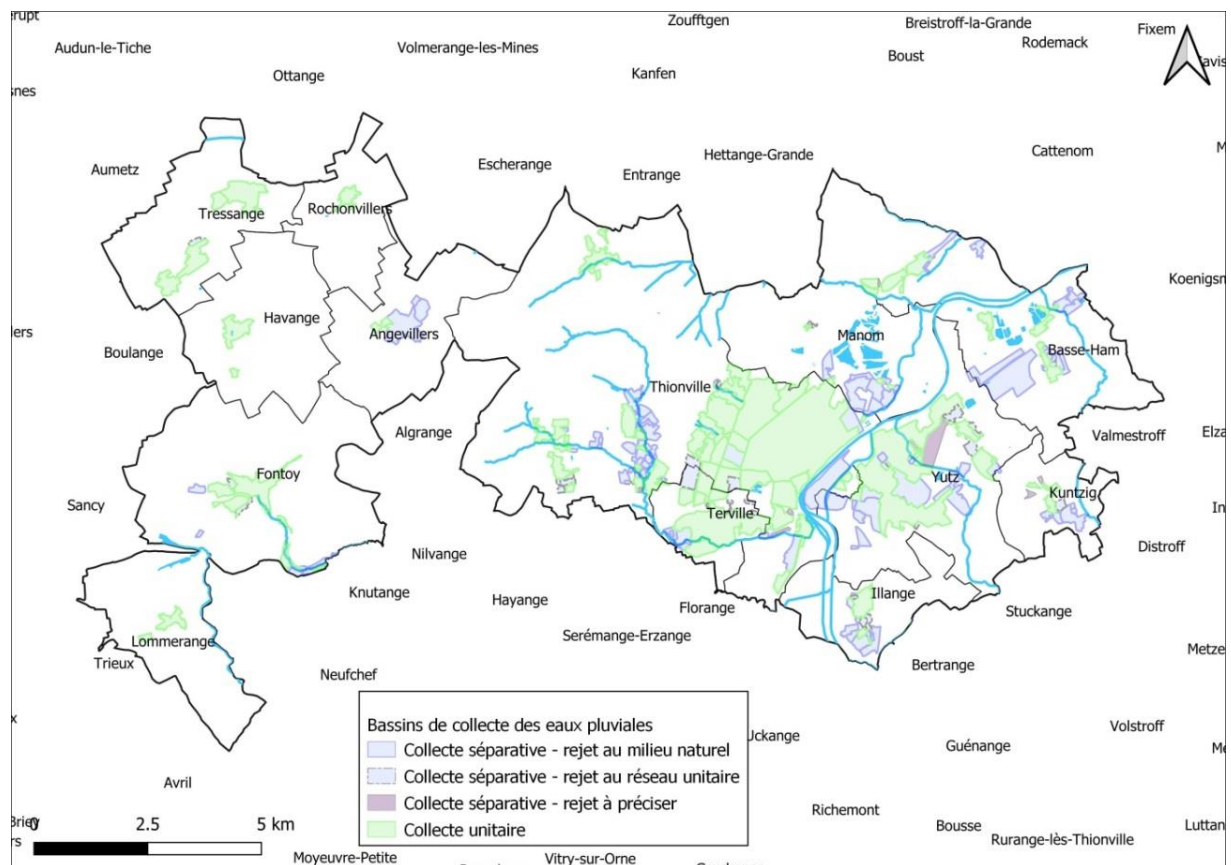 Zoufftgen
Breistroff-la-Grande
Fixem
Audun-le-Tiche
Volmerange-les-Mines
Rodemack
Boust
Ottange
Kanfen
Hettange-Grande
Cattenom
Aumetz
Escherange
Entrange
Tressange
Rochonvillers
Havange
Angevillers
Manom
Boulange
Basse-Ham
Thionville
Algrange
Valmestroff
Fontoy
Yutz
Kuntzig
Sancy
Terville
Nilvange
Distroff
Knutange
Hayange
Florange
Illange
Stuckange
Serémange-Erzange
Lommerange
Trieux
Bertrange
Neufchef
Bassins de collecte des eaux pluviales
Collecte séparative - rejet au milieu naturel
Collecte séparative - rejet au réseau unitaire
Collecte séparative - rejet à préciser
Collecte unitaire
Volstroff
Guénange
Avril
Richemont
Bousse
Rurange-lès-Thionville
0 2.5 5 km
Moyeuvre-Petite
Vitry-sur-Orne